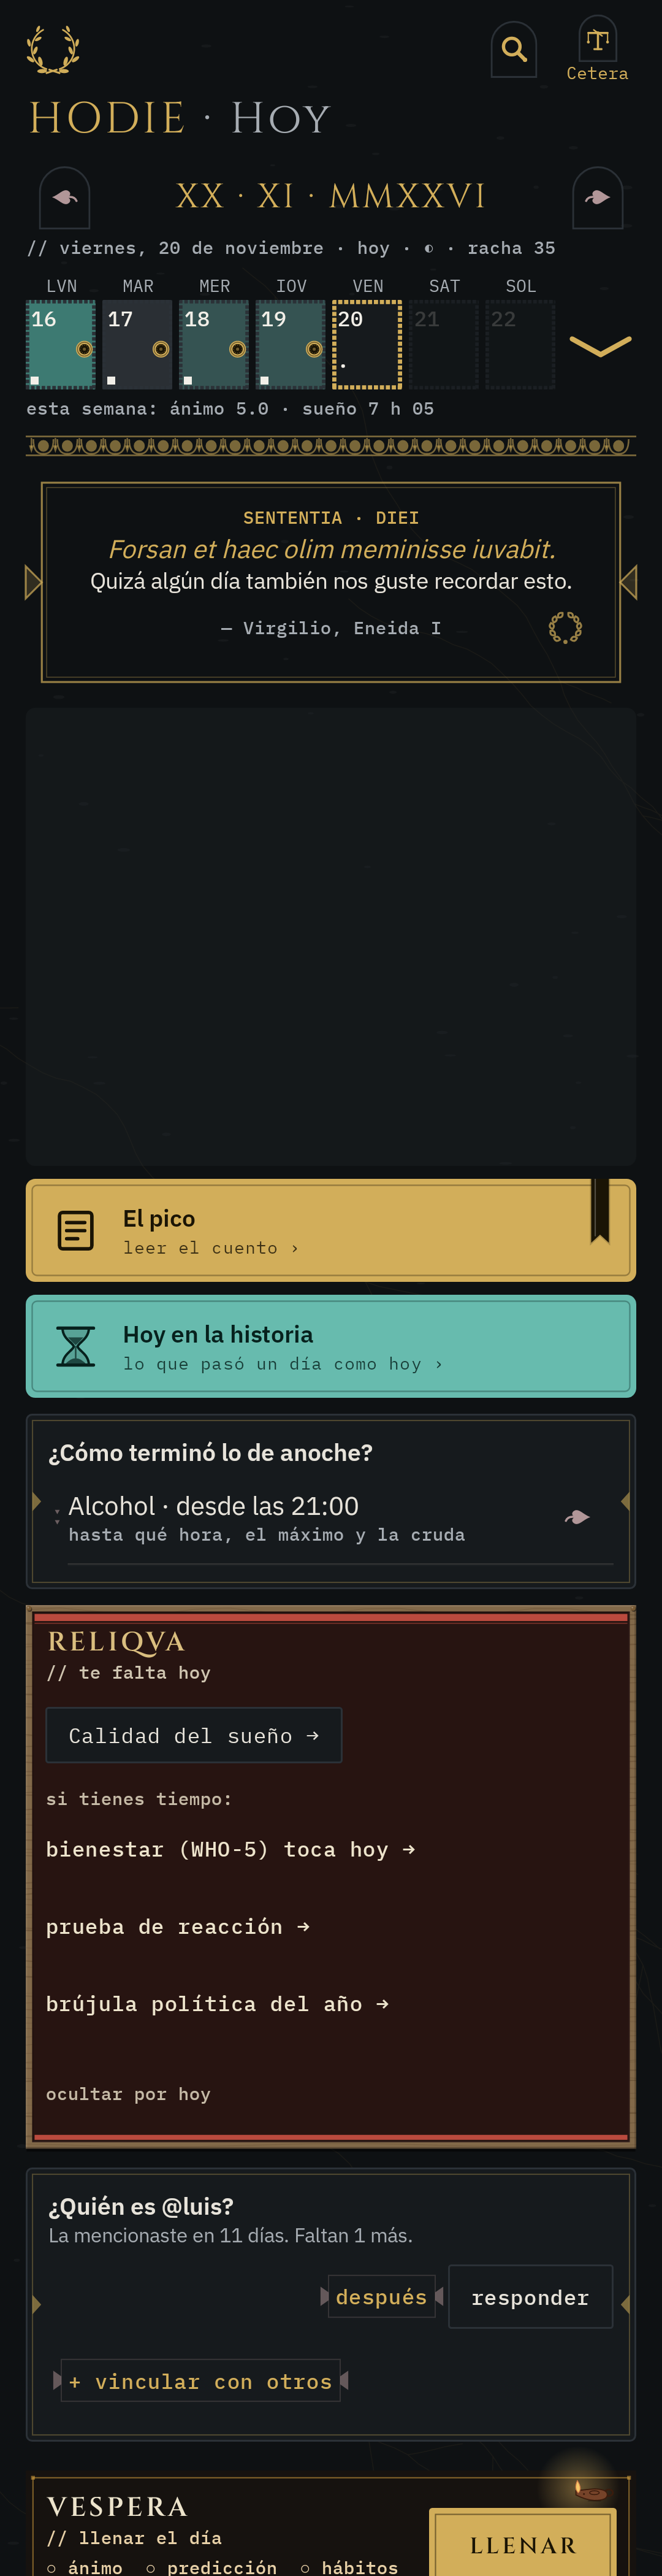 Cetera
HODIE · Hoy
XX · XI · MMXXVI
// viernes, 20 de noviembre · hoy · ◐ · racha 35
LVN MAR MER IOV VEN SAT SOL
16 17 18 19 20 21 22
esta semana: ánimo 5.0 · sueño 7 h 05
SENTENTIA · DIEI
Forsan et haec olim meminisse iuvabit.
Quizá algún día también nos guste recordar esto.
— Virgilio, Eneida I
El pico
leer el cuento ›
Hoy en la historia
lo que pasó un día como hoy ›
¿Cómo terminó lo de anoche?
Alcohol · desde las 21:00
hasta qué hora, el máximo y la cruda
RELIQVA
// te falta hoy
Calidad del sueño →
si tienes tiempo:
bienestar (WHO-5) toca hoy →
prueba de reacción →
brújula política del año →
ocultar por hoy
¿Quién es @luis?
La mencionaste en 11 días. Faltan 1 más.
después responder
+ vincular con otros
VESPERA
// llenar el día
LLENAR
○ ánimo ○ predicción ○ hábitos